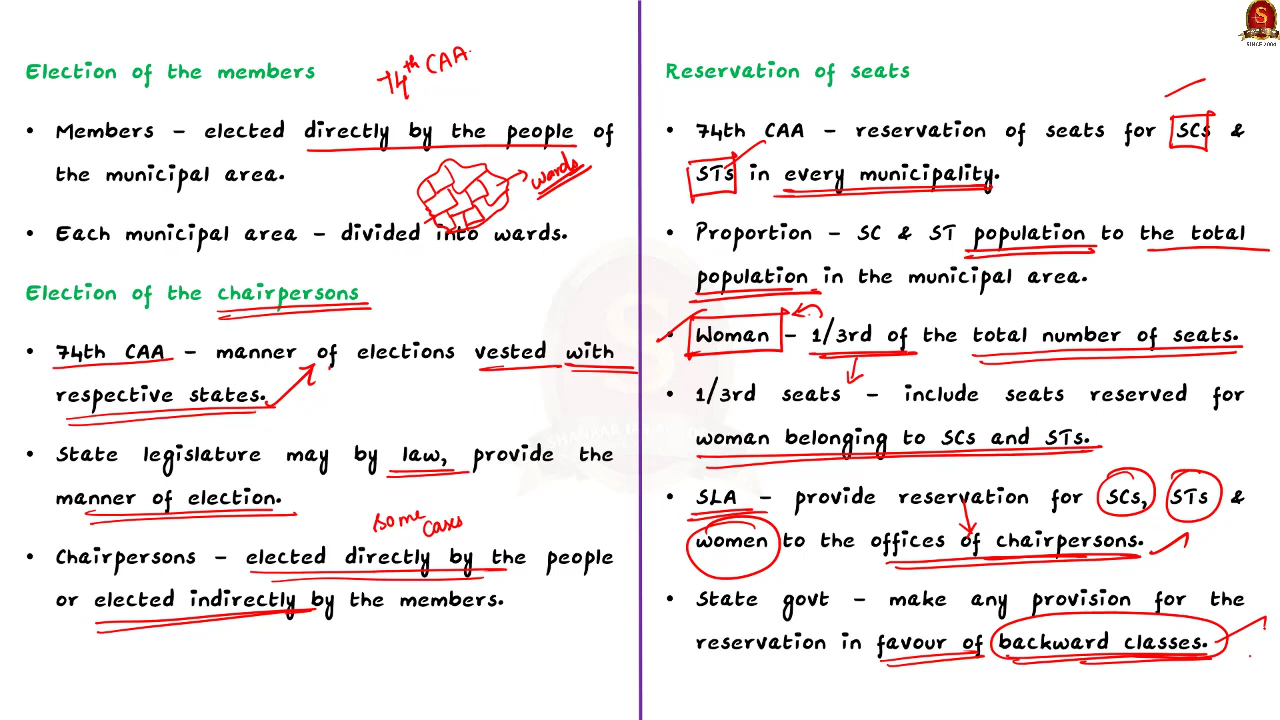 Election of the members
74th CAA
• Members – elected directly by the people of
the municipal area.
wards
• Each municipal area – divided into wards.
Election of the chairpersons
• 74th CAA – manner of elections vested with
respective states.
• State legislature may by law, provide the
manner of election.
some cases
• Chairpersons – elected directly by the people
or elected indirectly by the members.
Reservation of seats
• 74th CAA – reservation of seats for SCs &
STs in every municipality.
• Proportion – SC & ST population to the total
population in the municipal area.
• Woman – 1/3rd of the total number of seats.
• 1/3rd seats – include seats reserved for
woman belonging to SCs and STs.
• SLA – provide reservation for SCs, STs &
women to the offices of chairpersons.
• State govt – make any provision for the
reservation in favour of backward classes.
S
SINCE 2004